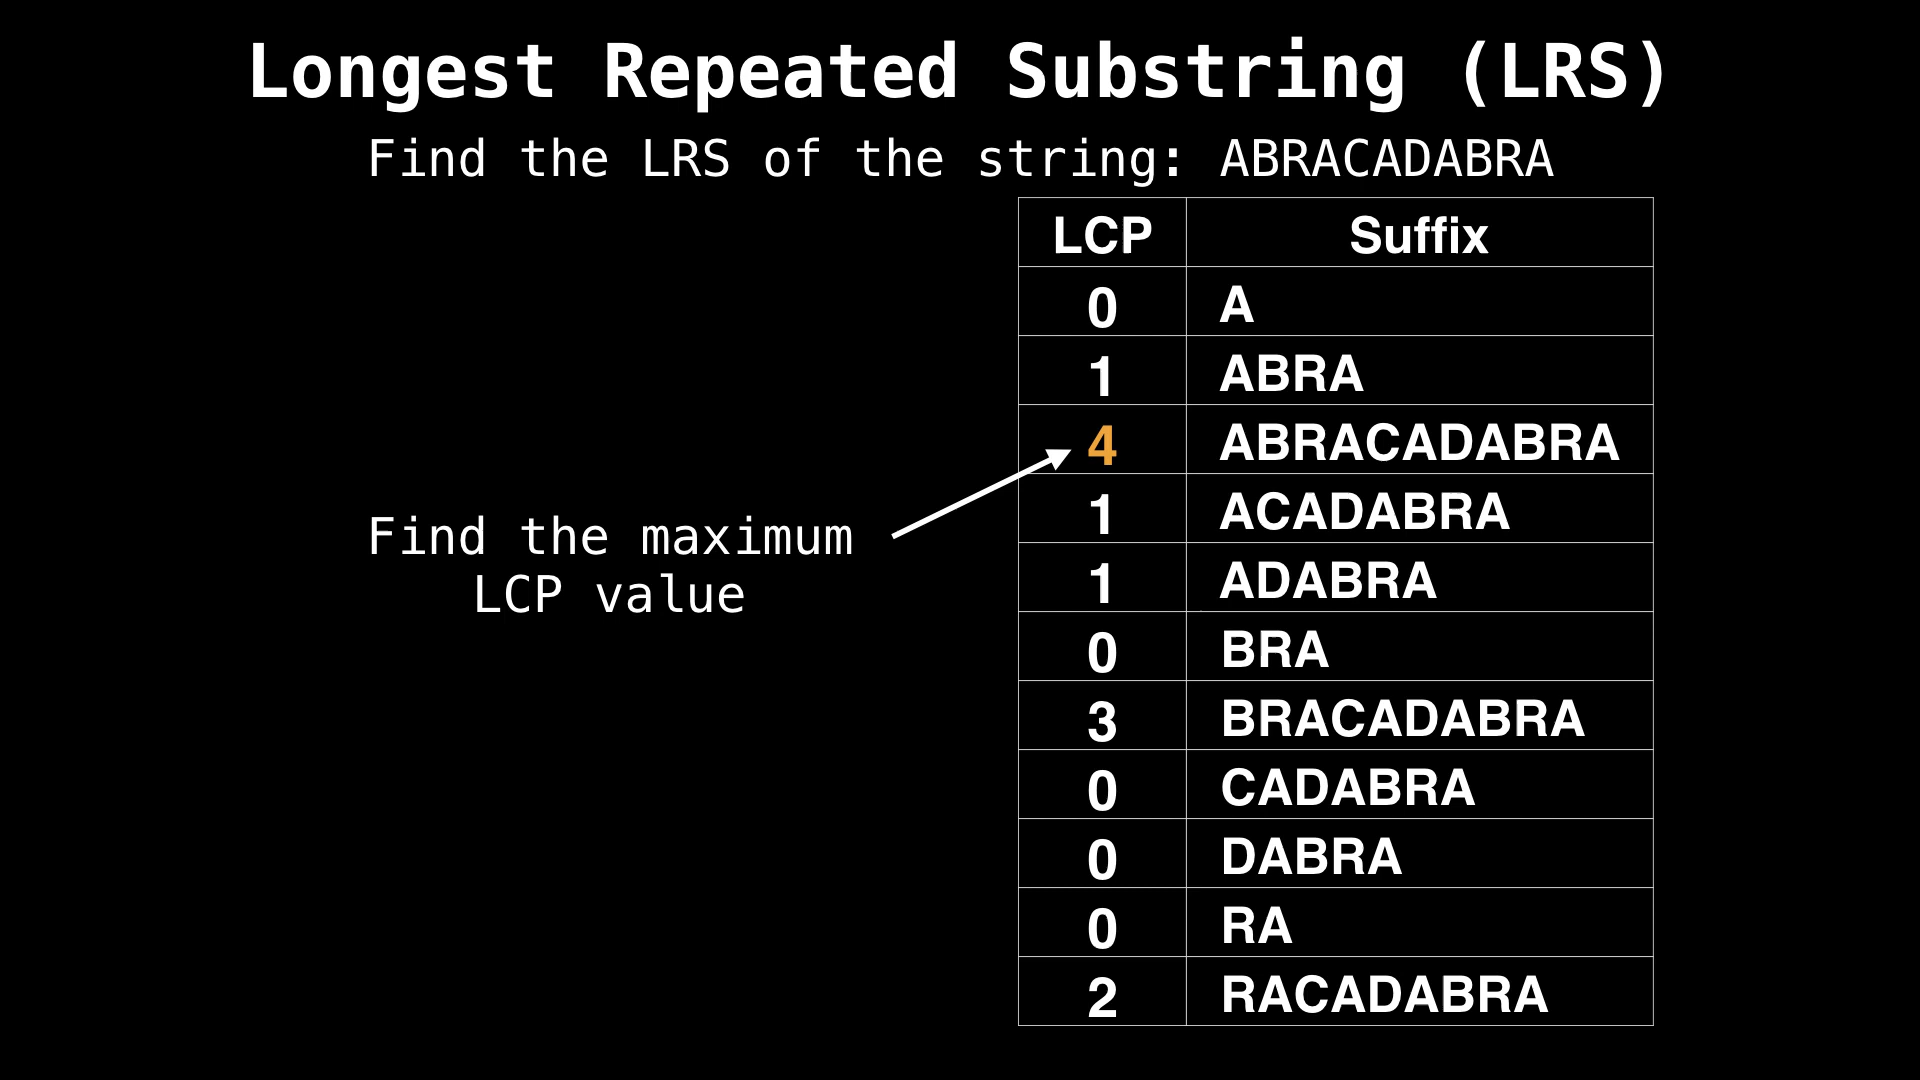 Longest Repeated Substring (LRS)
Find the LRS of the string: ABRACADABRA
LCP Suffix
0 A
1 ABRA
4 ABRACADABRA
1 ACADABRA
1 ADABRA
0 BRA
3 BRACADABRA
0 CADABRA
0 DABRA
0 RA
2 RACADABRA
Find the maximum
LCP value